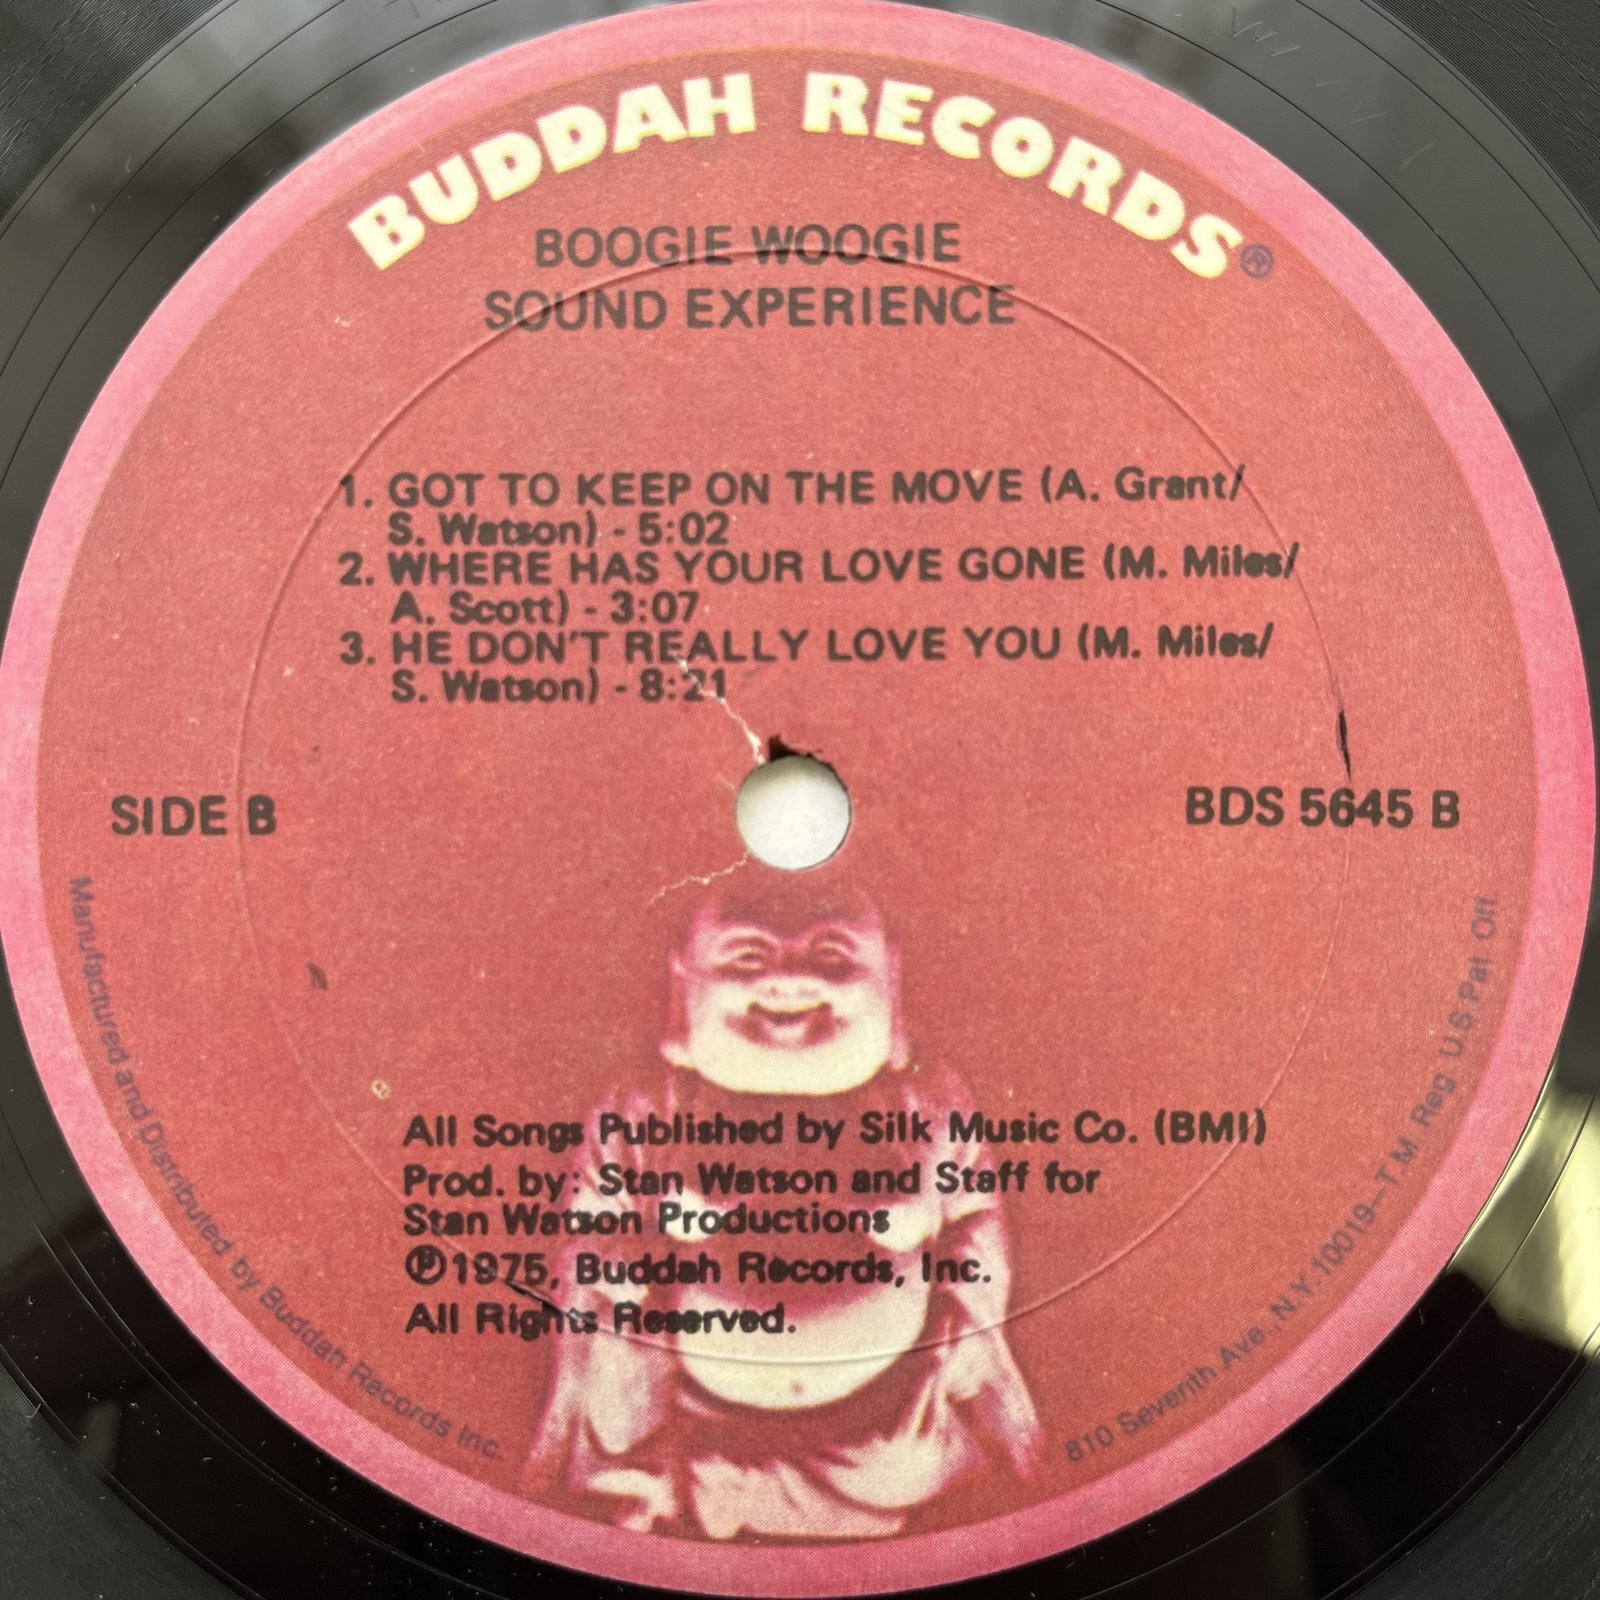 BUDDAH RECORDS®
BOOGIE WOOGIE
SOUND EXPERIENCE
1. GOT TO KEEP ON THE MOVE (A. Grant/
S. Watson) - 5:02
2. WHERE HAS YOUR LOVE GONE (M. Miles/
A. Scott) - 3:07
3. HE DON'T REALLY LOVE YOU (M. Miles/
S. Watson) - 8:21
SIDE B
BDS 5645 B
All Songs Published by Silk Music Co. (BMI)
Prod. by: Stan Watson and Staff for
Stan Watson Productions
℗1975, Buddah Records, Inc.
All Rights Reserved.
Manufactured and Distributed by Buddah Records Inc.
810 Seventh Ave., N.Y. 10019—T.M. Reg. U.S. Pat. Off.